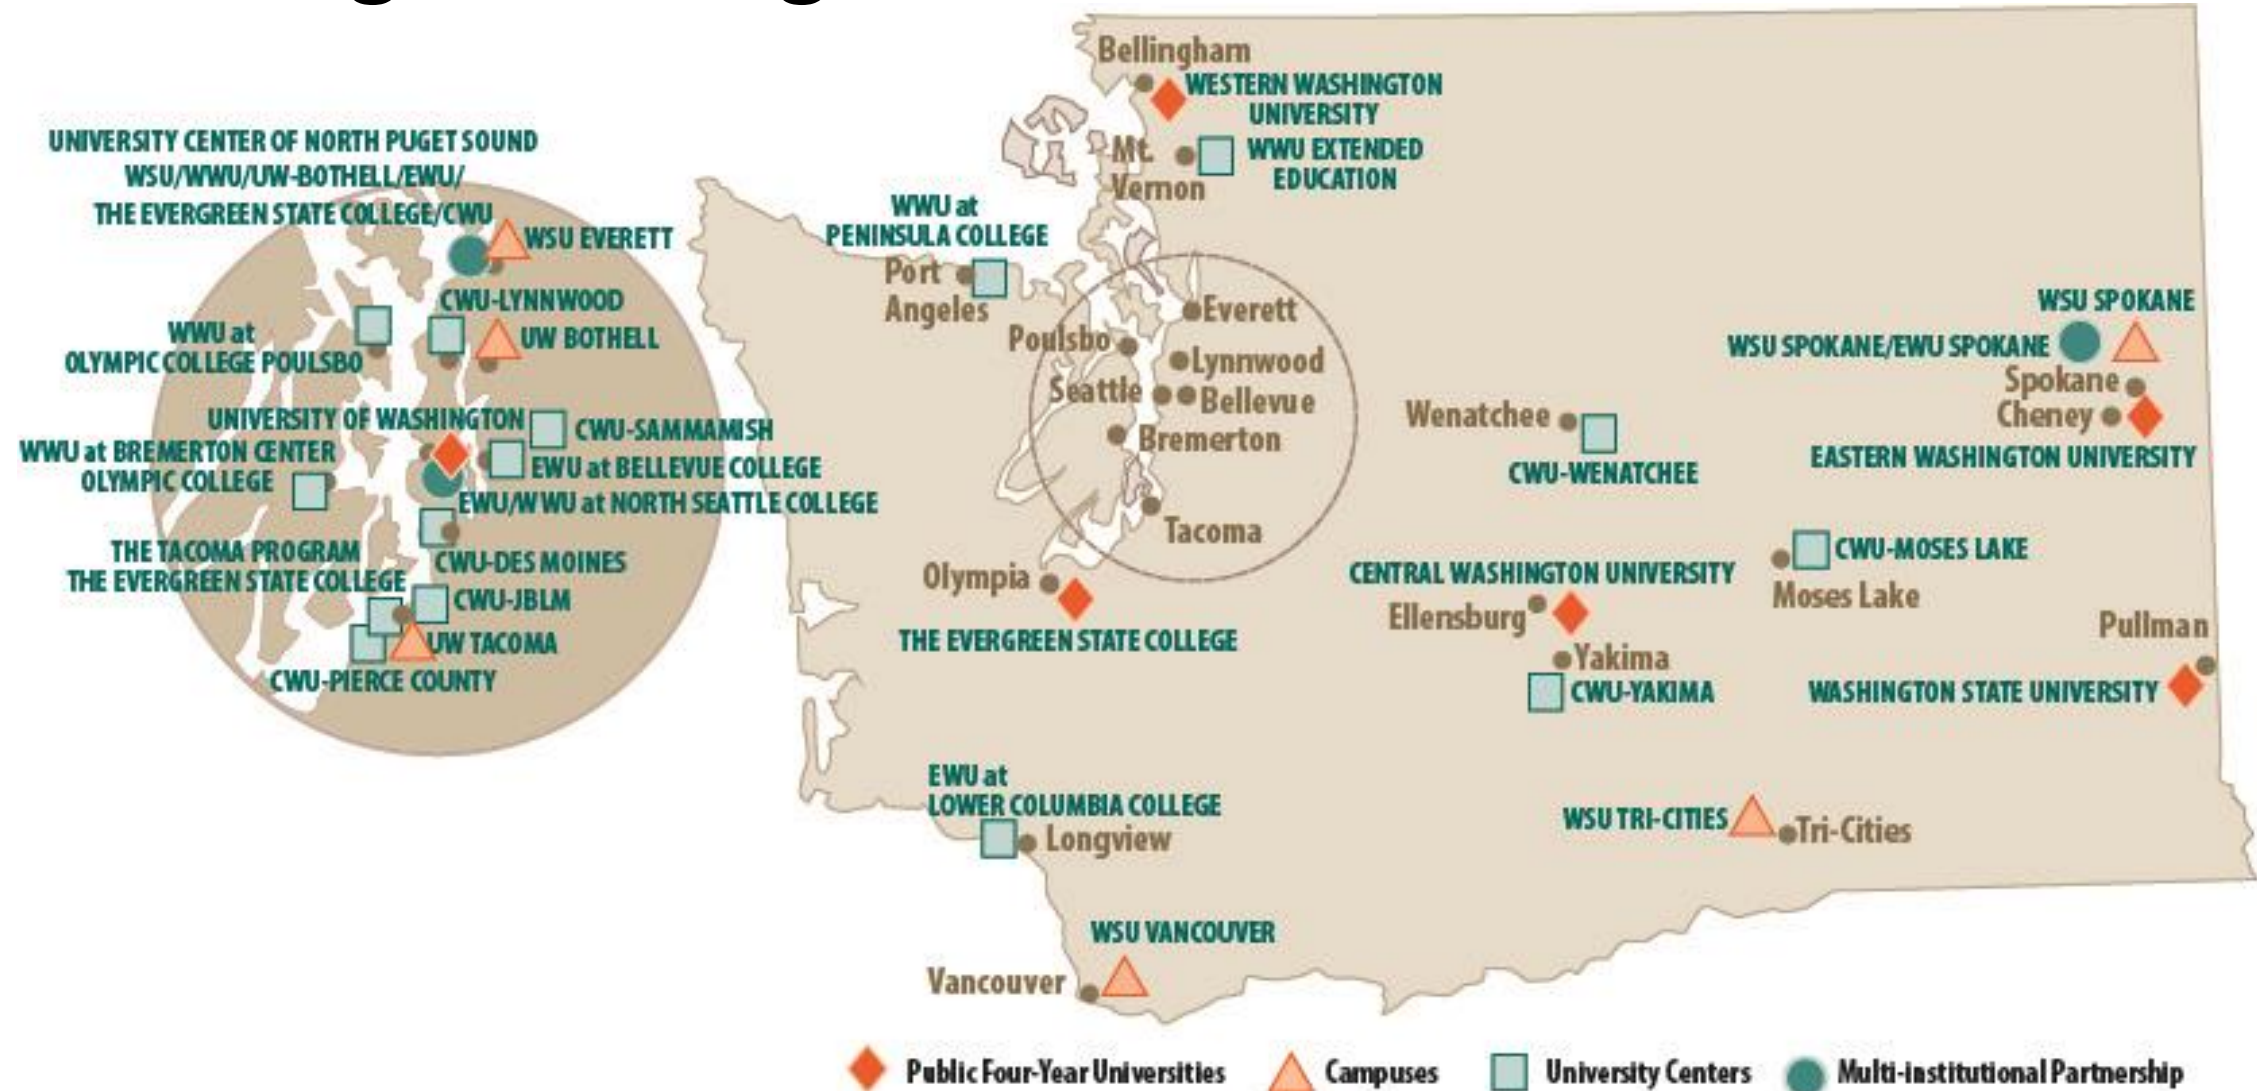 Bellingham
WESTERN WASHINGTON
UNIVERSITY
Mt.
Vernon
WWU EXTENDED
EDUCATION
UNIVERSITY CENTER OF NORTH PUGET SOUND
WSU/WWU/UW-BOTHELL/EWU/
THE EVERGREEN STATE COLLEGE/CWU
WSU EVERETT
CWU-LYNNWOOD
WWU at
OLYMPIC COLLEGE POULSBO
UW BOTHELL
UNIVERSITY OF WASHINGTON
CWU-SAMMAMISH
WWU at BREMERTON CENTER
OLYMPIC COLLEGE
EWU at BELLEVUE COLLEGE
EWU/WWU at NORTH SEATTLE COLLEGE
THE TACOMA PROGRAM
THE EVERGREEN STATE COLLEGE
CWU-DES MOINES
CWU-JBLM
UW TACOMA
CWU-PIERCE COUNTY
WWU at
PENINSULA COLLEGE
Port
Angeles
Everett
Poulsbo
Lynnwood
Seattle
Bellevue
Bremerton
Tacoma
Olympia
THE EVERGREEN STATE COLLEGE
Wenatchee
CWU-WENATCHEE
WSU SPOKANE
WSU SPOKANE/EWU SPOKANE
Spokane
Cheney
EASTERN WASHINGTON UNIVERSITY
CWU-MOSES LAKE
Moses Lake
CENTRAL WASHINGTON UNIVERSITY
Ellensburg
Yakima
CWU-YAKIMA
Pullman
WASHINGTON STATE UNIVERSITY
EWU at
LOWER COLUMBIA COLLEGE
Longview
WSU TRI-CITIES
Tri-Cities
WSU VANCOUVER
Vancouver
Public Four-Year Universities
Campuses
University Centers
Multi-institutional Partnership